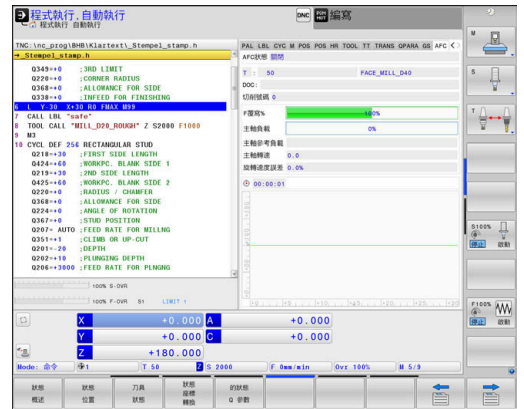 程式執行,自動執行
程式執行 自動執行
DNC
編寫
TNC:\nc_prog\BHB\Klartext\_Stempel_stamp.h
→_Stempel_stamp.h
Q349=+0 ;3RD LIMIT
Q220=+0 ;CORNER RADIUS
Q368=+0 ;ALLOWANCE FOR SIDE
Q338=+0 ;INFEED FOR FINISHING
6 L Y-30 X+30 R0 FMAX M99
7 CALL LBL "safe"
8 TOOL CALL "MILL_D20_ROUGH" Z S2000 F1000
9 M3
10 CYCL DEF 256 RECTANGULAR STUD
Q218=+30 ;FIRST SIDE LENGTH
Q424=+60 ;WORKPC. BLANK SIDE 1
Q219=+30 ;2ND SIDE LENGTH
Q425=+60 ;WORKPC. BLANK SIDE 2
Q220=+0 ;RADIUS / CHAMFER
Q368=+0 ;ALLOWANCE FOR SIDE
Q224=+0 ;ANGLE OF ROTATION
Q367=+0 ;STUD POSITION
Q207= AUTO ;FEED RATE FOR MILLNG
Q351=+1 ;CLIMB OR UP-CUT
Q201=-20 ;DEPTH
Q202=+10 ;PLUNGING DEPTH
Q206=+3000 ;FEED RATE FOR PLNGNG
100% S-OVR
100% F-OVR S1 LIMIT 1
PAL LBL CYC M POS POS HR TOOL TT TRANS QPARA GS AFC
AFC狀態 關閉
T : 50 FACE_MILL_D40
DOC:
切削號碼 0
F覆寫% 100%
主軸負載 0%
主軸參考負載
主軸轉速 0.0
旋轉速度誤差 0.0%
00:00:01
X +0.000 A +0.000
Y +0.000 C +0.000
Z +180.000
Mode: 命令 1 T 50 Z S 2000 F 0mm/min Ovr 100% M 5/9
狀態 概述
狀態 位置
刀具 狀態
狀態 座標 轉換
的狀態 Q 參數
M
S
T
S100%
停止 啟動
F100%
停止 啟動